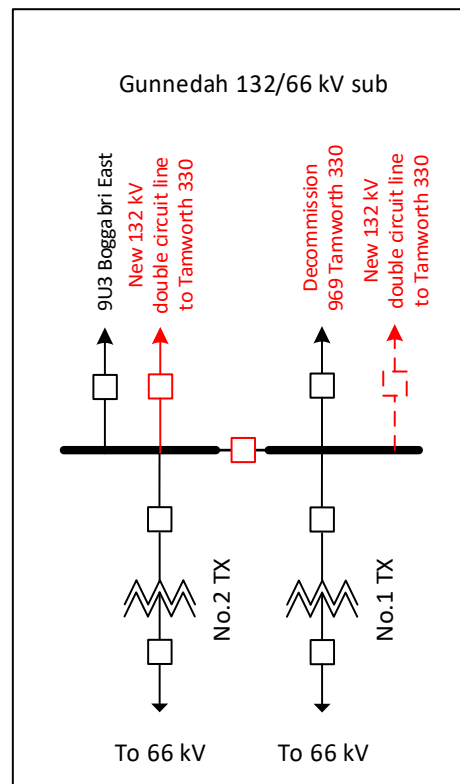 Gunnedah 132/66 kV sub
9U3 Boggabri East
New 132 kV
double circuit line
to Tamworth 330
Decommission
969 Tamworth 330
New 132 kV
double circuit line
to Tamworth 330
No.2 TX
No.1 TX
To 66 kV
To 66 kV